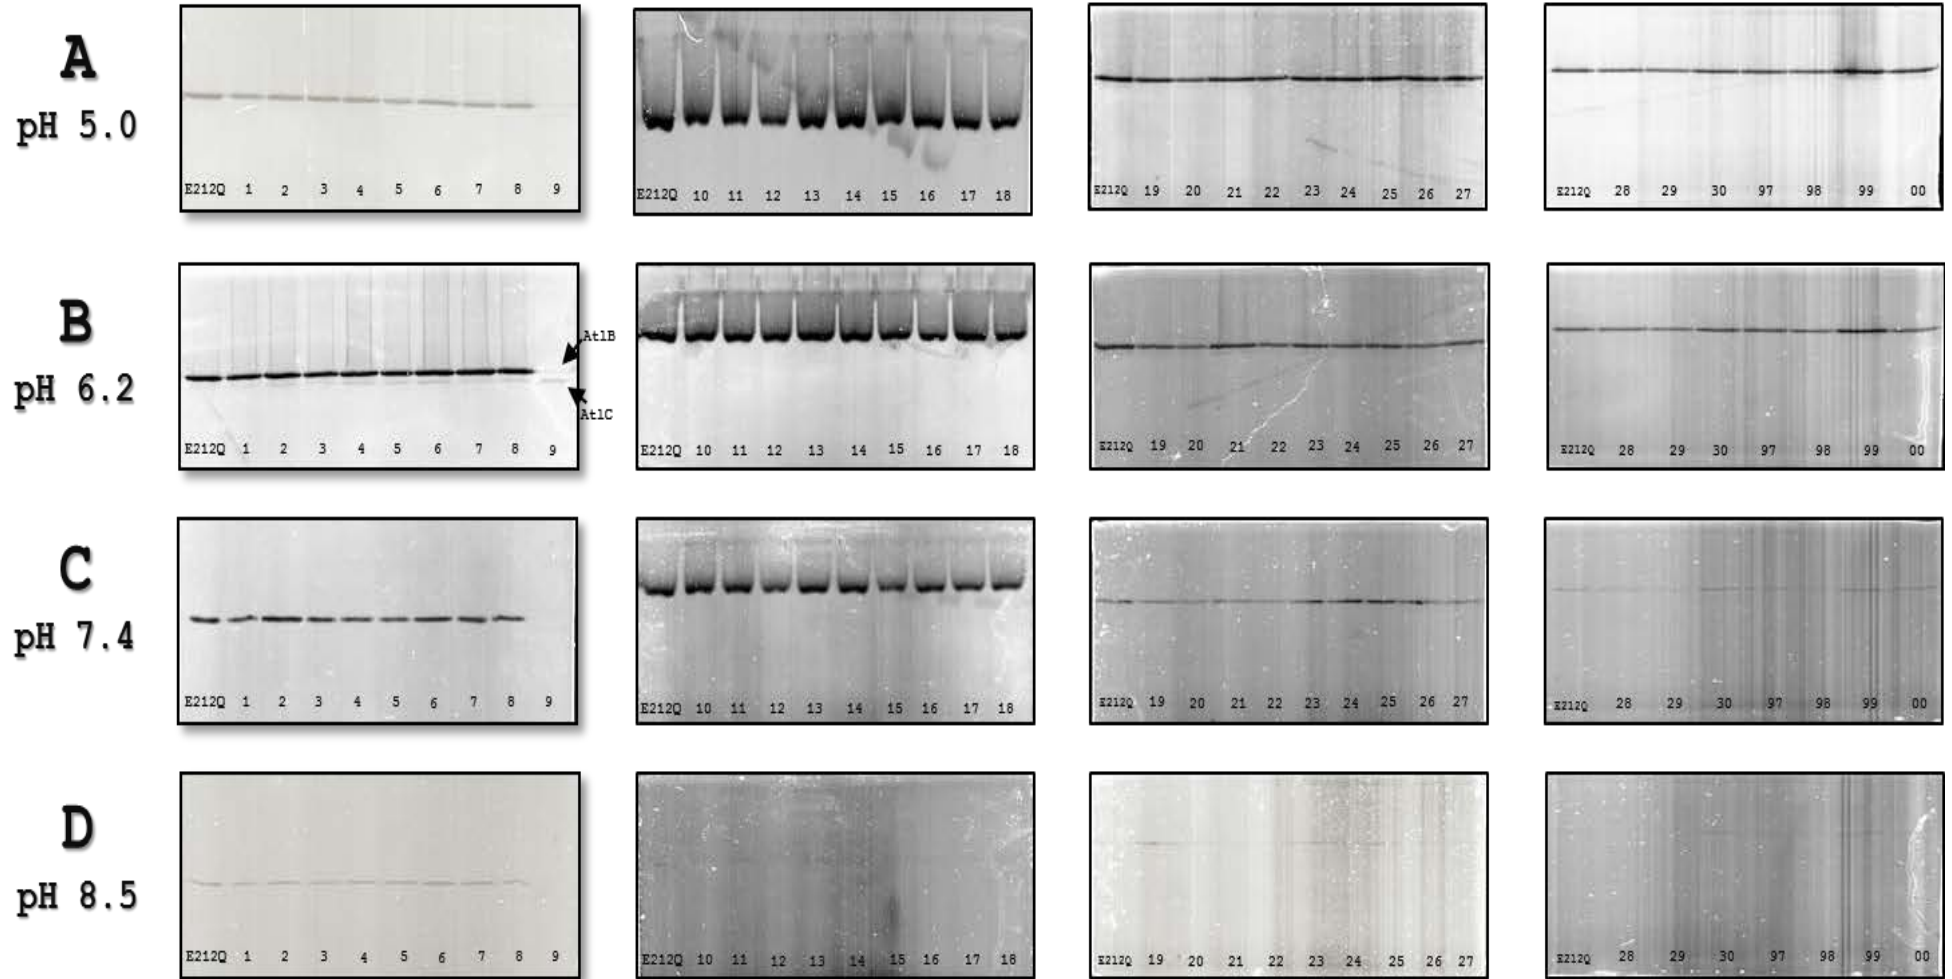 A
pH 5.0
E212Q 1 2 3 4 5 6 7 8 9
E212Q 10 11 12 13 14 15 16 17 18
E212Q 19 20 21 22 23 24 25 26 27
E212Q 28 29 30 97 98 99 00
B
pH 6.2
AtlB
AtlC
E212Q 1 2 3 4 5 6 7 8 9
E212Q 10 11 12 13 14 15 16 17 18
E212Q 19 20 21 22 23 24 25 26 27
E212Q 28 29 30 97 98 99 00
C
pH 7.4
E212Q 1 2 3 4 5 6 7 8 9
E212Q 10 11 12 13 14 15 16 17 18
E212Q 19 20 21 22 23 24 25 26 27
E212Q 28 29 30 97 98 99 00
D
pH 8.5
E212Q 1 2 3 4 5 6 7 8 9
E212Q 10 11 12 13 14 15 16 17 18
E212Q 19 20 21 22 23 24 25 26 27
E212Q 28 29 30 97 98 99 00